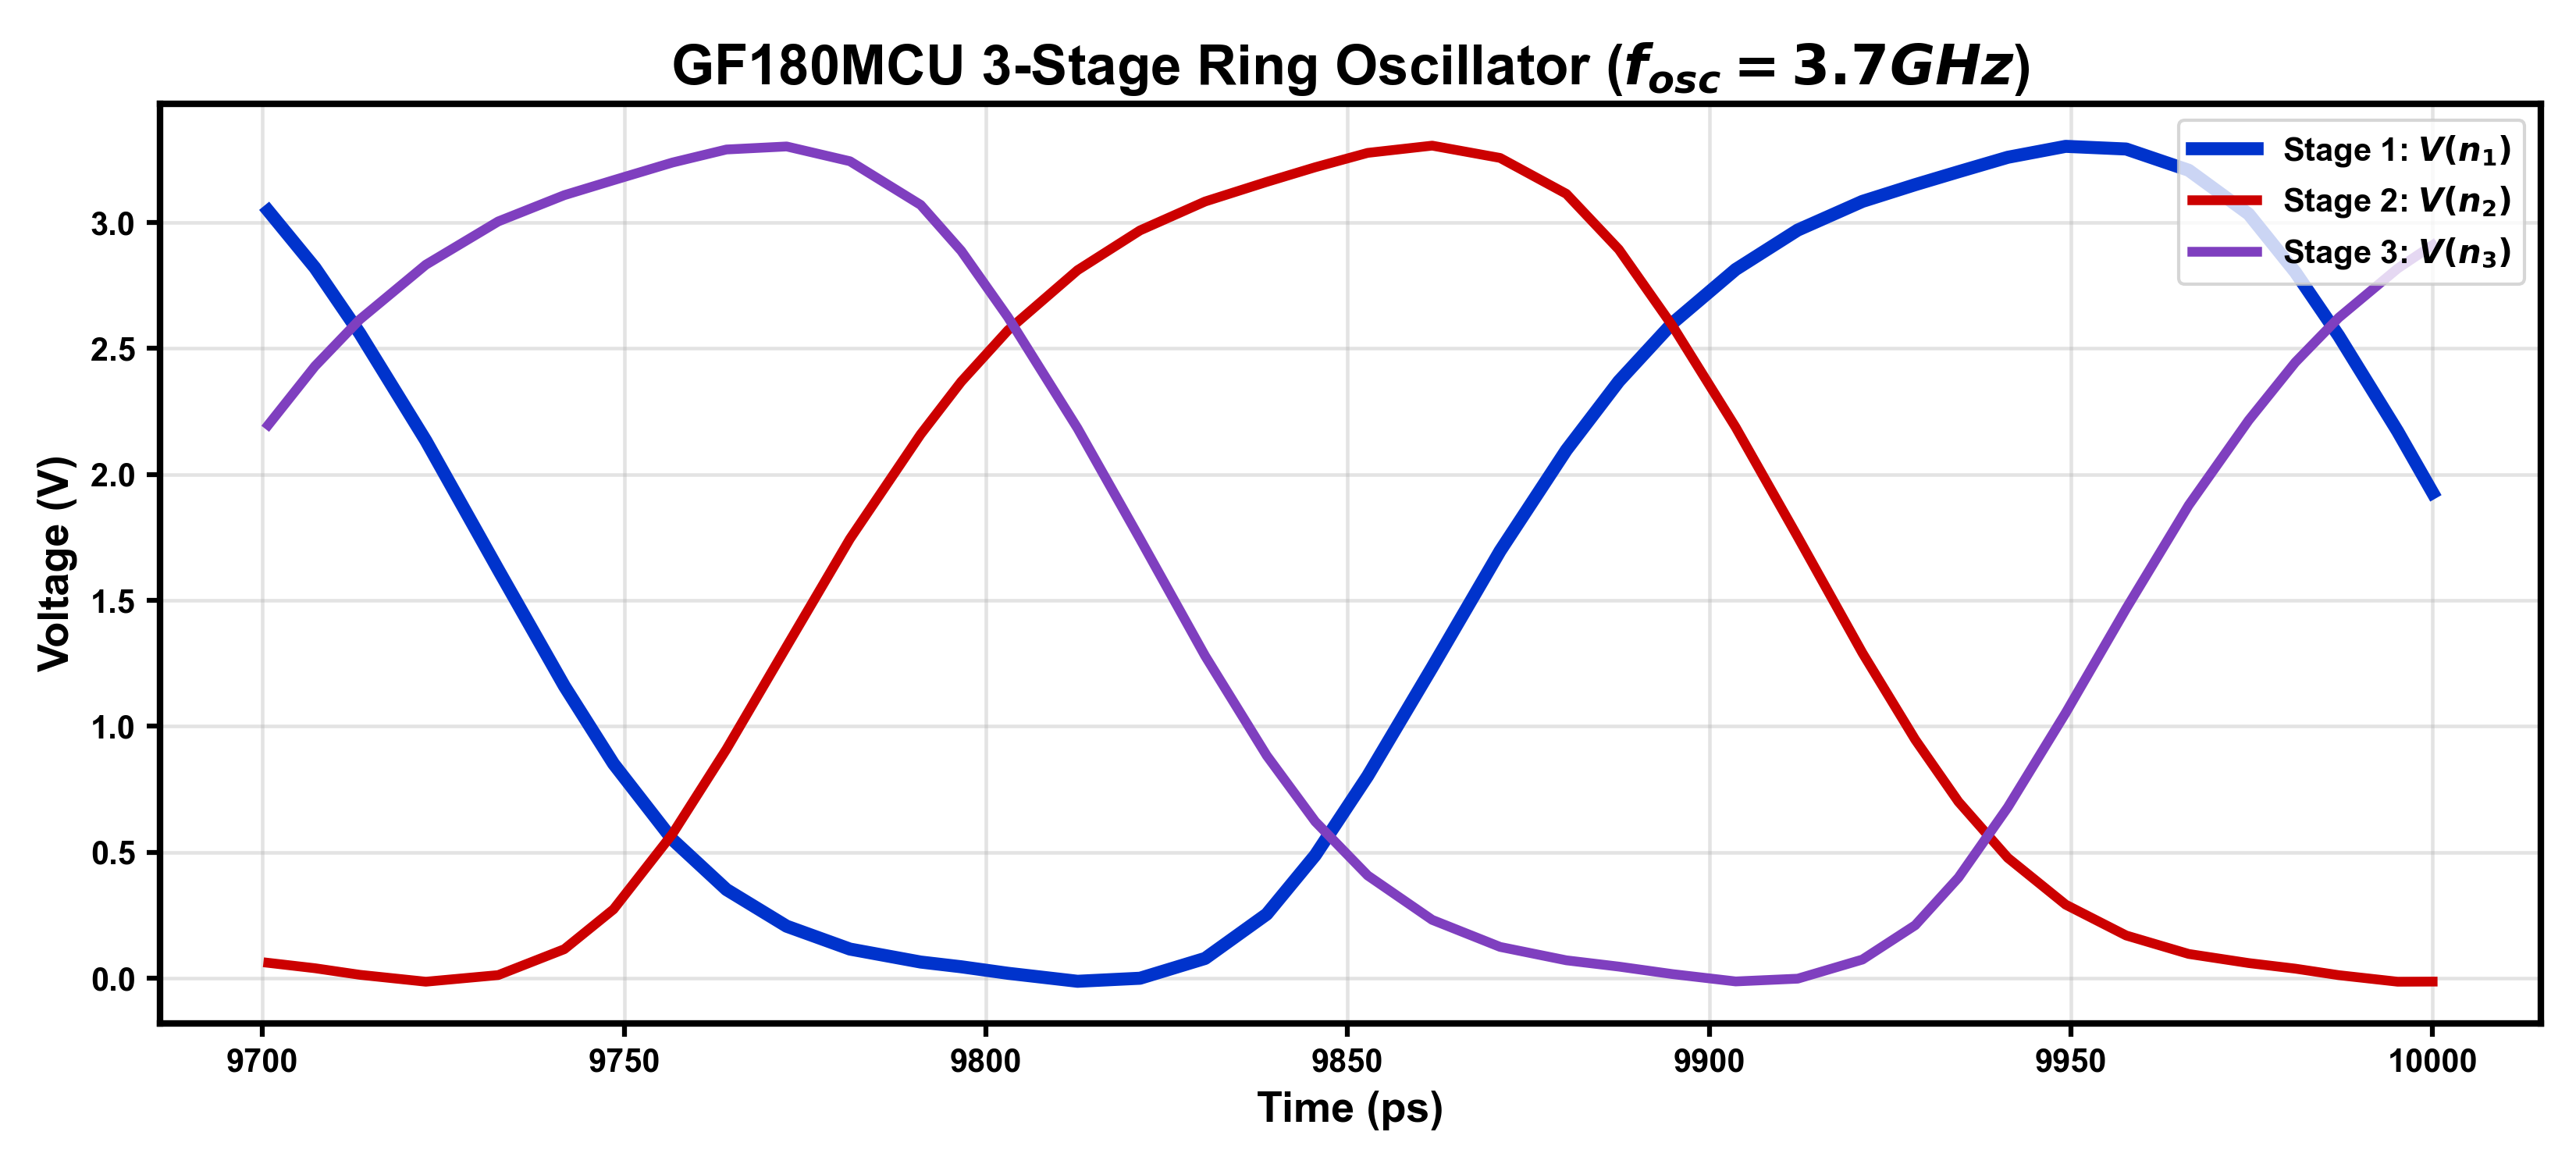 GF180MCU 3-Stage Ring Oscillator (f_osc = 3.7GHz)
Stage 1: V(n₁)
Stage 2: V(n₂)
Stage 3: V(n₃)
Voltage (V)
3.0
2.5
2.0
1.5
1.0
0.5
0.0
9700 9750 9800 9850 9900 9950 10000
Time (ps)